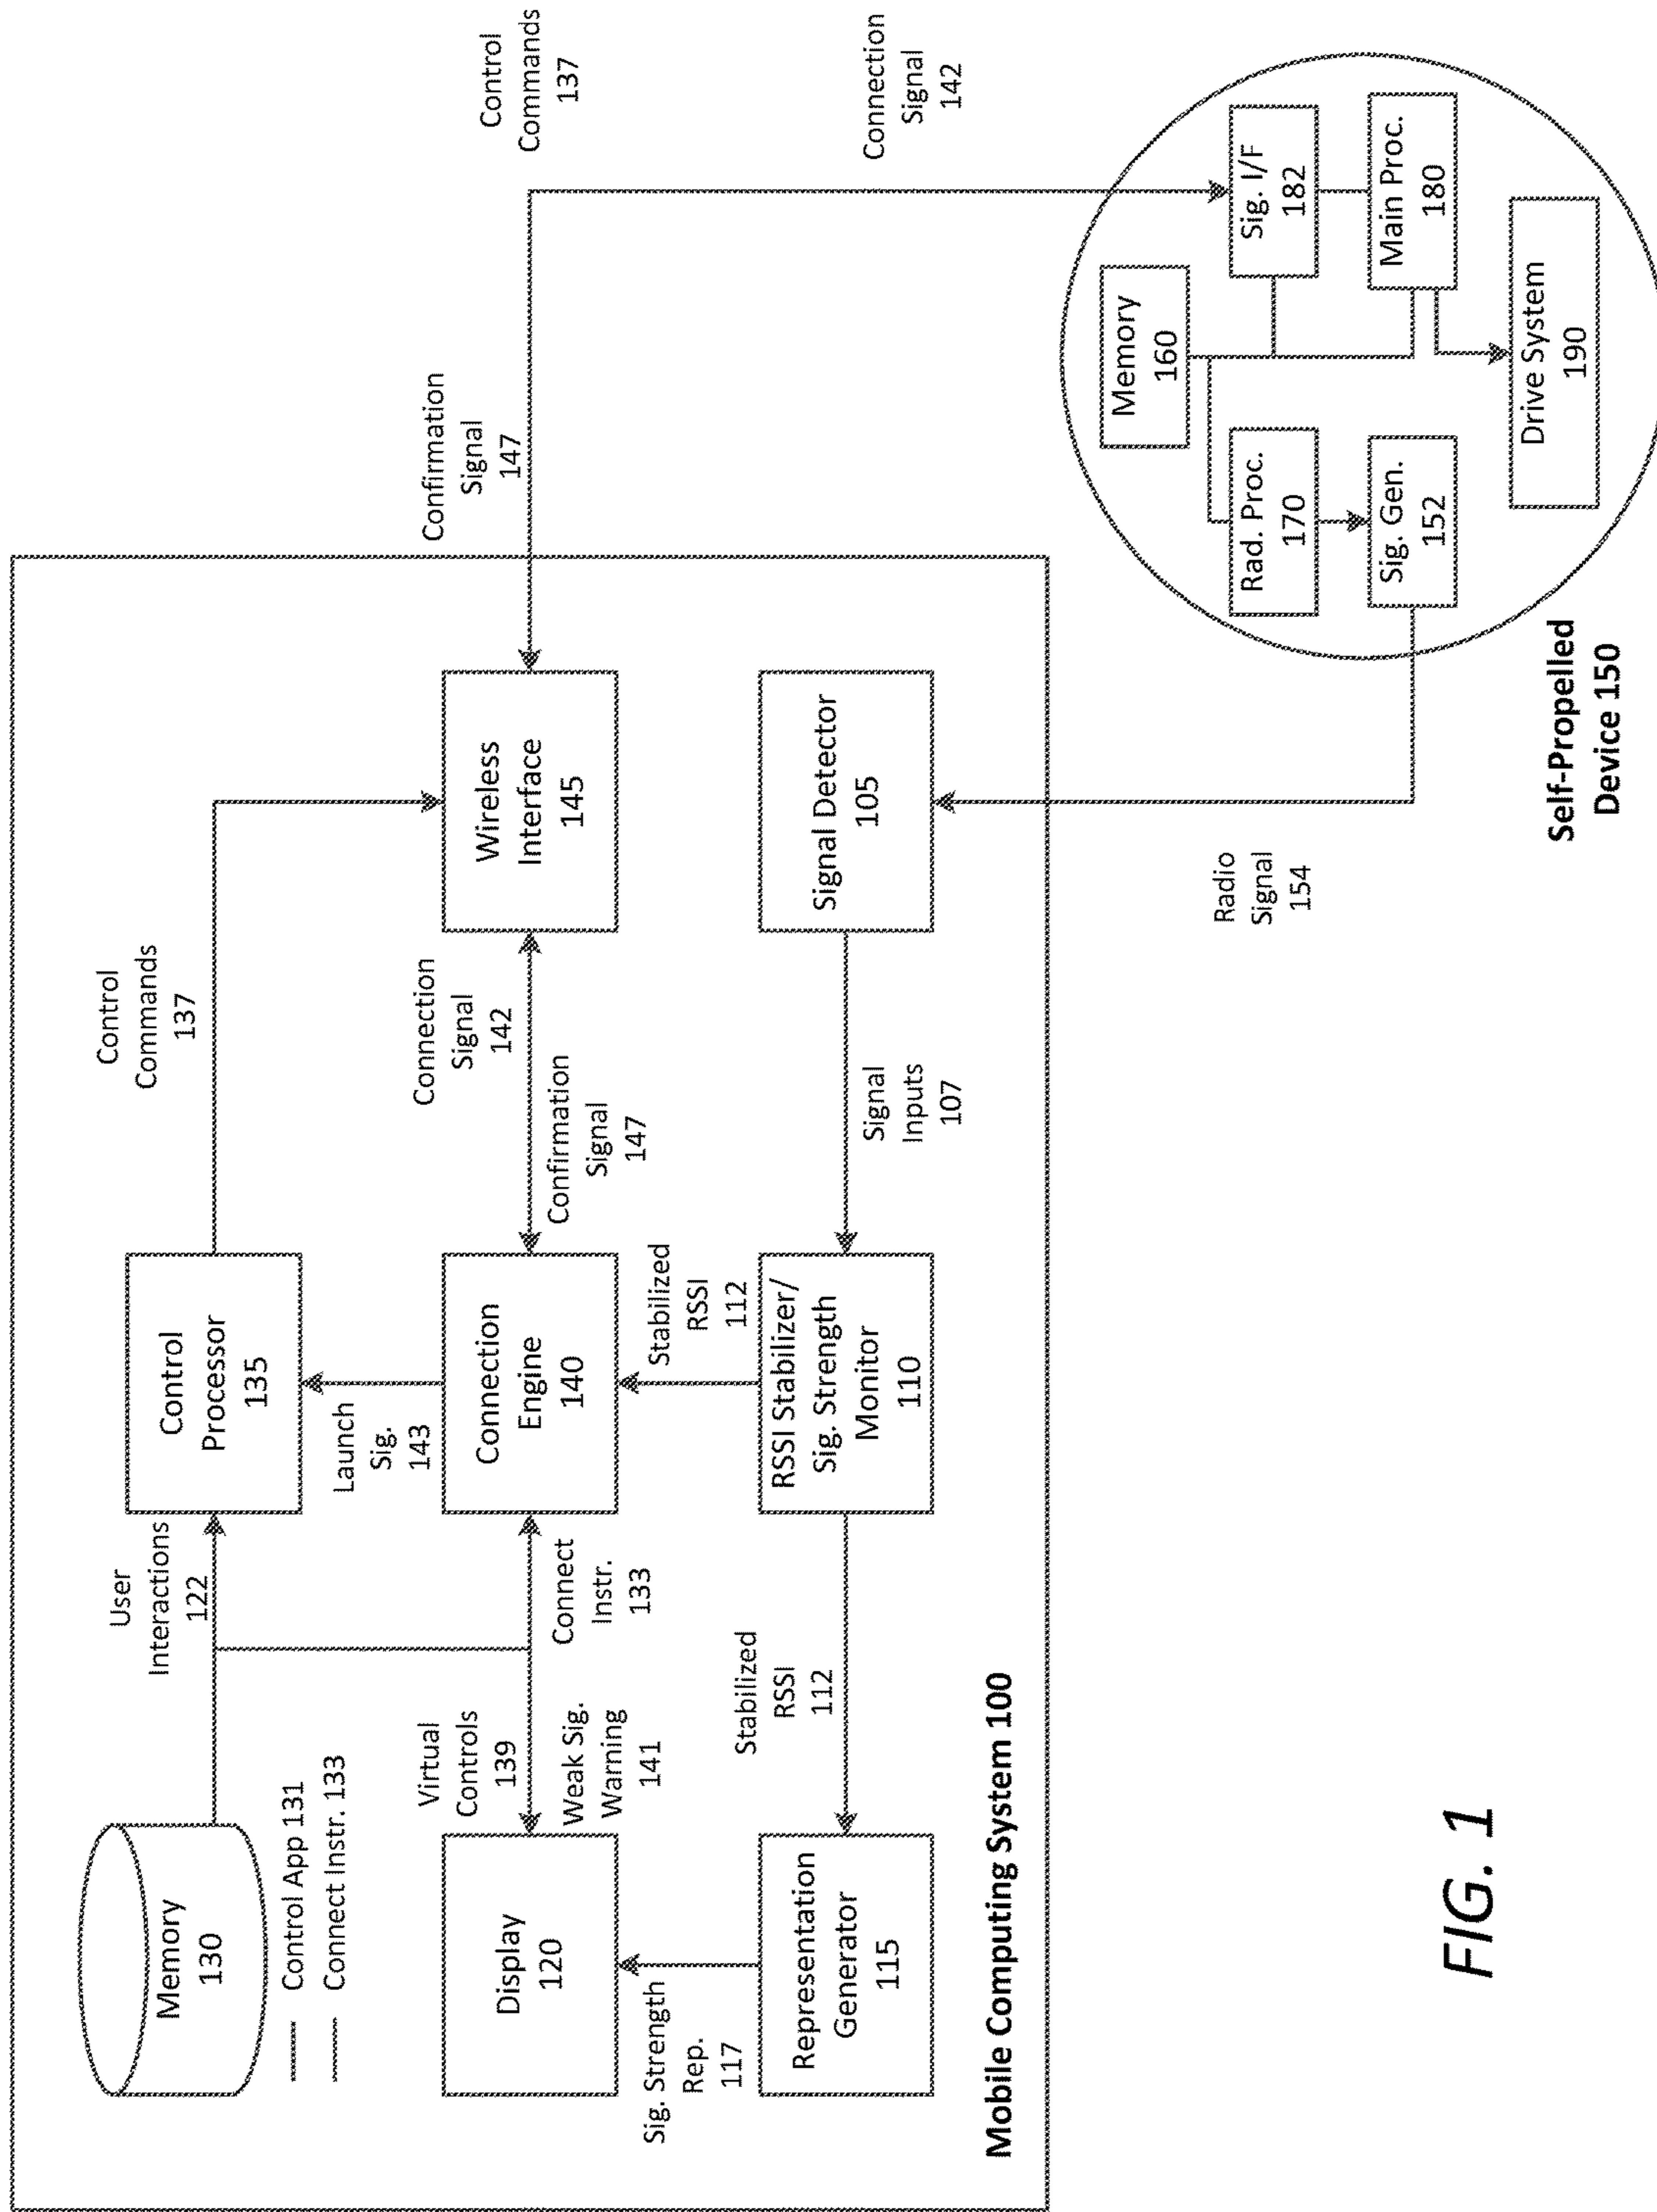 Memory
130
Control App 131
Connect Instr. 133
User
Interactions
122
Control
Processor
135
Control
Commands
137
Launch
Sig.
143
Display
120
Virtual
Controls
139
Weak Sig.
Warning
141
Connect
Instr.
133
Connection
Engine
140
Connection
Signal
142
Confirmation
Signal
147
Wireless
Interface
145
Confirmation
Signal
147
Control
Commands
137
Sig. Strength
Rep.
117
Stabilized
RSSI
112
Representation
Generator
115
Stabilized
RSSI
112
RSSI Stabilizer/
Sig. Strength
Monitor
110
Signal
Inputs
107
Signal Detector
105
Connection
Signal
142
Mobile Computing System 100
Radio
Signal
154
Memory
160
Rad. Proc.
170
Sig. I/F
182
Sig. Gen.
152
Main Proc.
180
Drive System
190
Self-Propelled
Device 150
FIG. 1